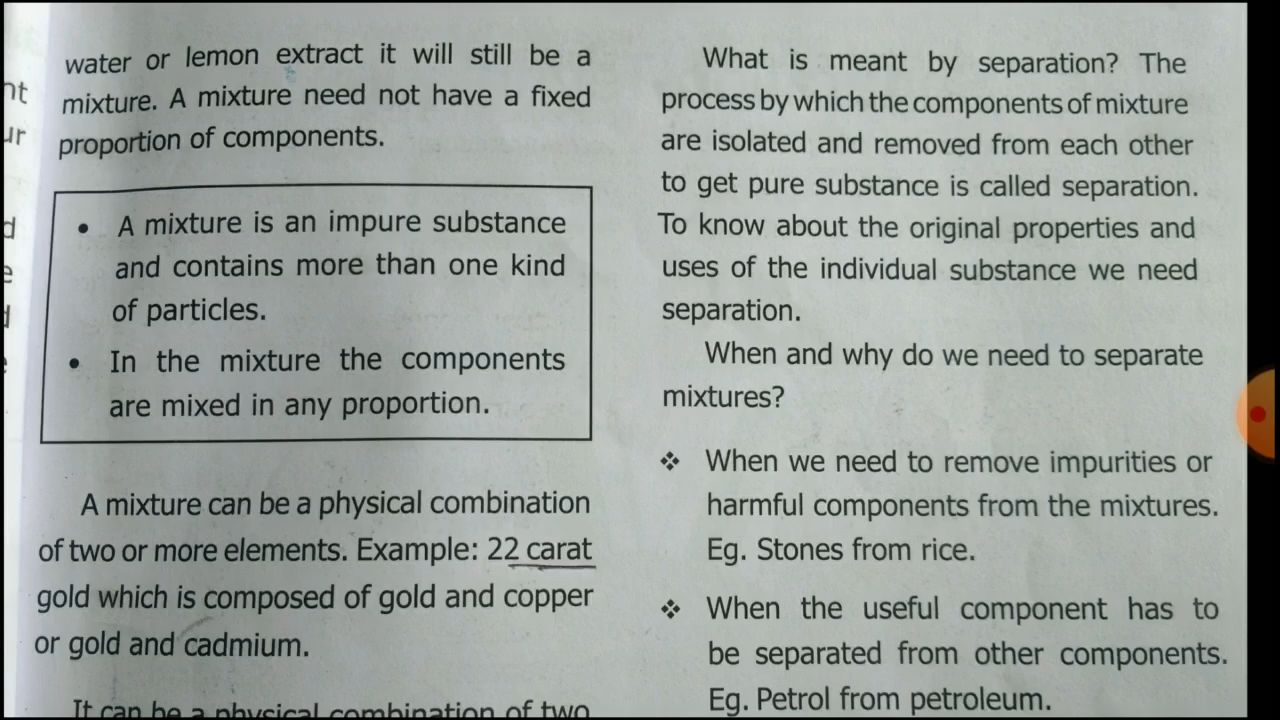 water or lemon extract it will still be a
mixture. A mixture need not have a fixed
proportion of components.
• A mixture is an impure substance
and contains more than one kind
of particles.
• In the mixture the components
are mixed in any proportion.
A mixture can be a physical combination
of two or more elements. Example: 22 carat
gold which is composed of gold and copper
or gold and cadmium.
It can be a physical combination of two
What is meant by separation? The
process by which the components of mixture
are isolated and removed from each other
to get pure substance is called separation.
To know about the original properties and
uses of the individual substance we need
separation.
When and why do we need to separate
mixtures?
❖ When we need to remove impurities or
harmful components from the mixtures.
Eg. Stones from rice.
❖ When the useful component has to
be separated from other components.
Eg. Petrol from petroleum.